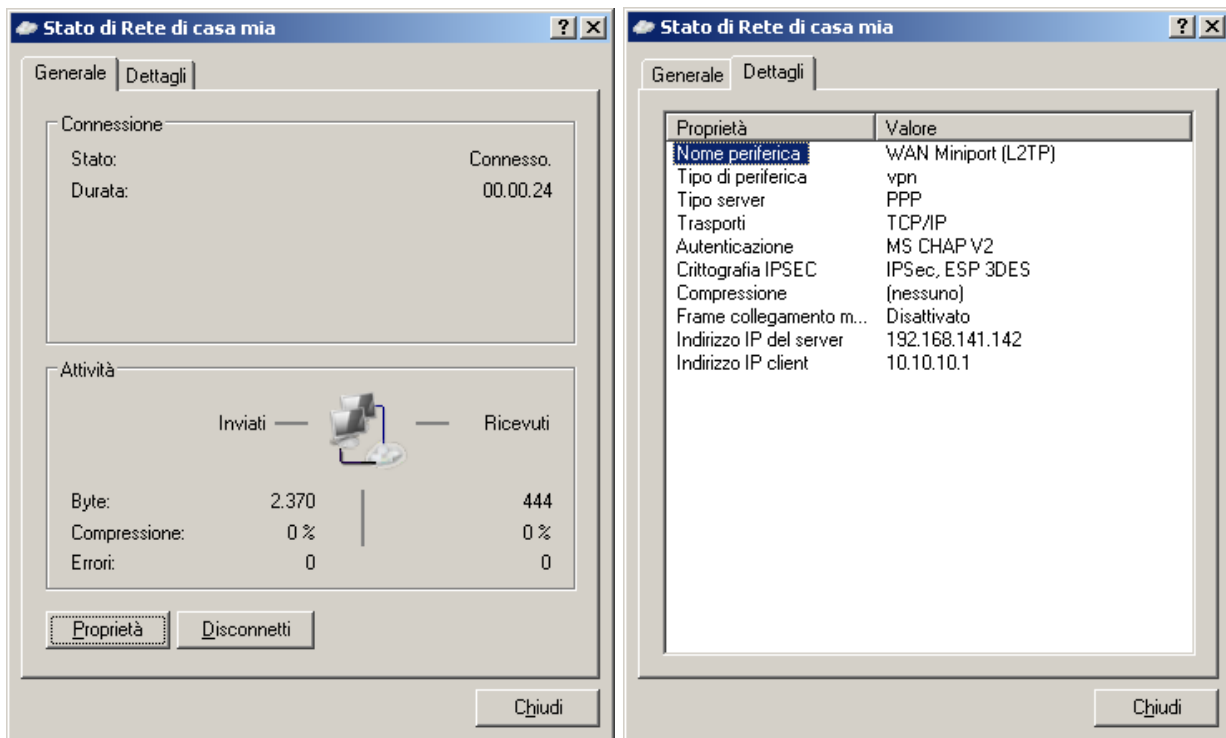 Stato di Rete di casa mia
Generale Dettagli
Connessione
Stato: Connesso.
Durata: 00.00.24
Attività
Inviati Ricevuti
Byte: 2.370 444
Compressione: 0 % 0 %
Errori: 0 0
Proprietà Disconnetti
Chiudi
Stato di Rete di casa mia
Generale Dettagli
Proprietà Valore
Nome periferica WAN Miniport (L2TP)
Tipo di periferica vpn
Tipo server PPP
Trasporti TCP/IP
Autenticazione MS CHAP V2
Crittografia IPSEC IPSec, ESP 3DES
Compressione (nessuno)
Frame collegamento m... Disattivato
Indirizzo IP del server 192.168.141.142
Indirizzo IP client 10.10.10.1
Chiudi